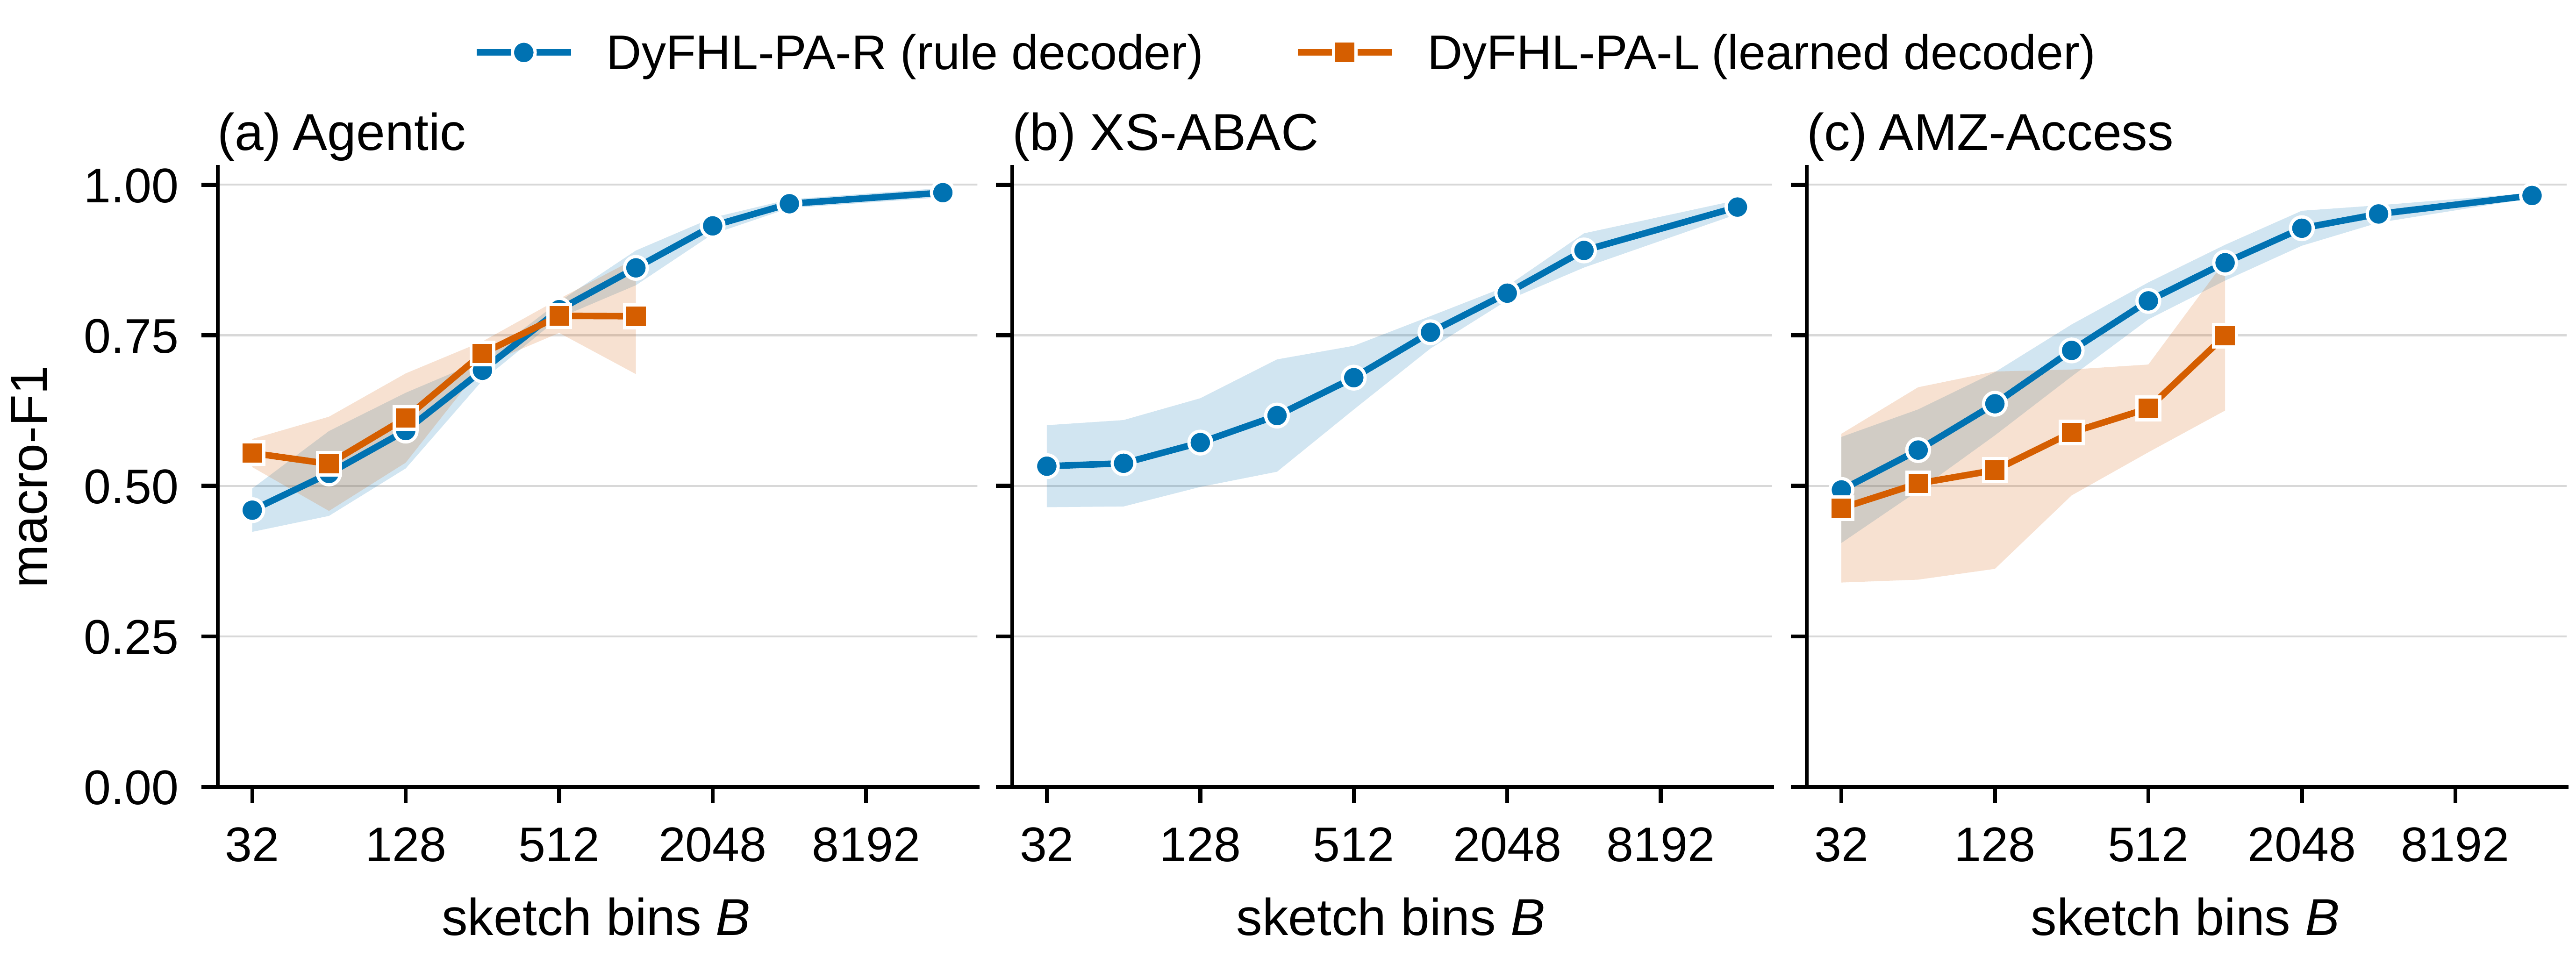 DyFHL-PA-R (rule decoder) DyFHL-PA-L (learned decoder)
(a) Agentic
(b) XS-ABAC
(c) AMZ-Access
macro-F1
1.00
0.75
0.50
0.25
0.00
32 128 512 2048 8192
32 128 512 2048 8192
32 128 512 2048 8192
sketch bins B
sketch bins B
sketch bins B